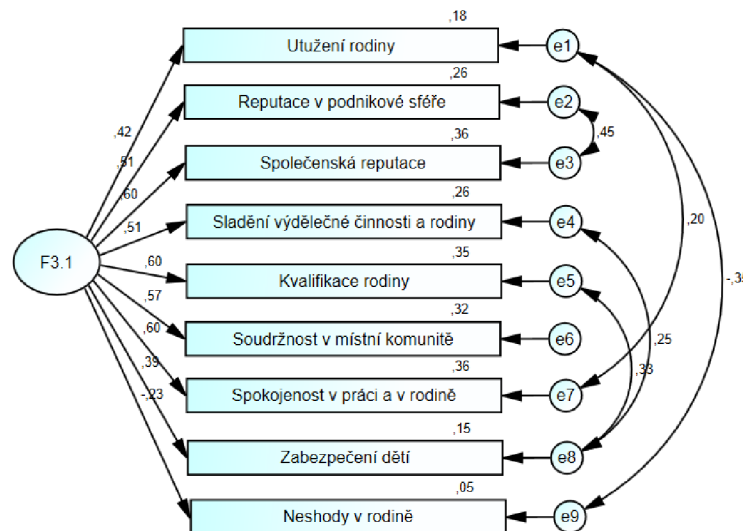 ,18
Utužení rodiny
e1
,26
Reputace v podnikové sféře
e2
,42
,45
,36
Společenská reputace
e3
,51
,60
,26
Sladění výdělečné činnosti a rodiny
e4
,20
,51
F3.1
,35
Kvalifikace rodiny
e5
,60
-,35
,57
,32
Soudržnost v místní komunitě
e6
,25
,60
,36
Spokojenost v práci a v rodině
e7
,39
,33
-,23
,15
Zabezpečení dětí
e8
,05
Neshody v rodině
e9